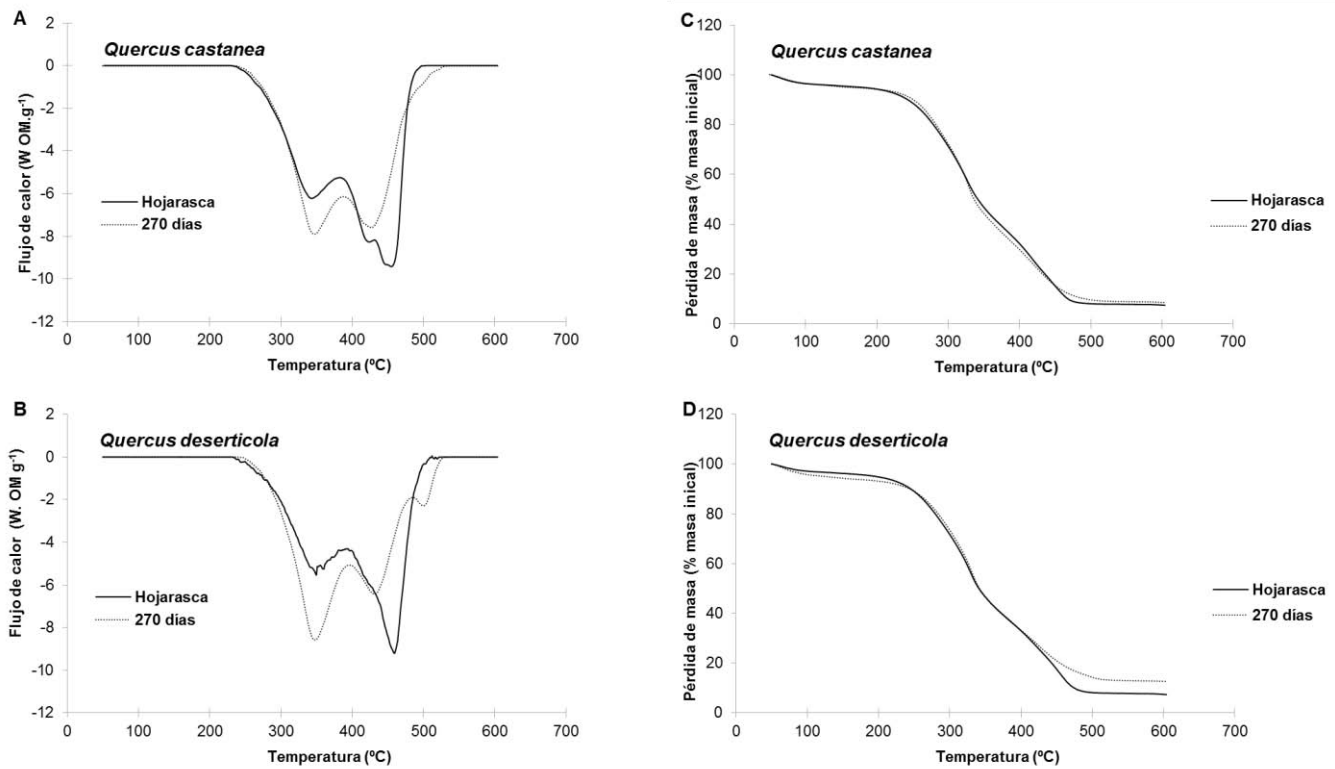 A
Quercus castanea
Flujo de calor (W OM.g⁻¹)
2
0
-2
-4
-6
-8
-10
-12
Hojarasca
270 dias
0 100 200 300 400 500 600 700
Temperatura (ºC)
C
Quercus castanea
Pérdida de masa (% masa inicial)
120
100
80
60
40
20
0
Hojarasca
270 dias
0 100 200 300 400 500 600 700
Temperatura (ºC)
B
Quercus deserticola
Flujo de calor (W. OM g⁻¹)
2
0
-2
-4
-6
-8
-10
-12
Hojarasca
270 dias
0 100 200 300 400 500 600 700
Temperatura (ºC)
D
Quercus deserticola
Pérdida de masa (% masa inical)
120
100
80
60
40
20
0
Hojarasca
270 dias
0 100 200 300 400 500 600 700
Temperatura (ºC)